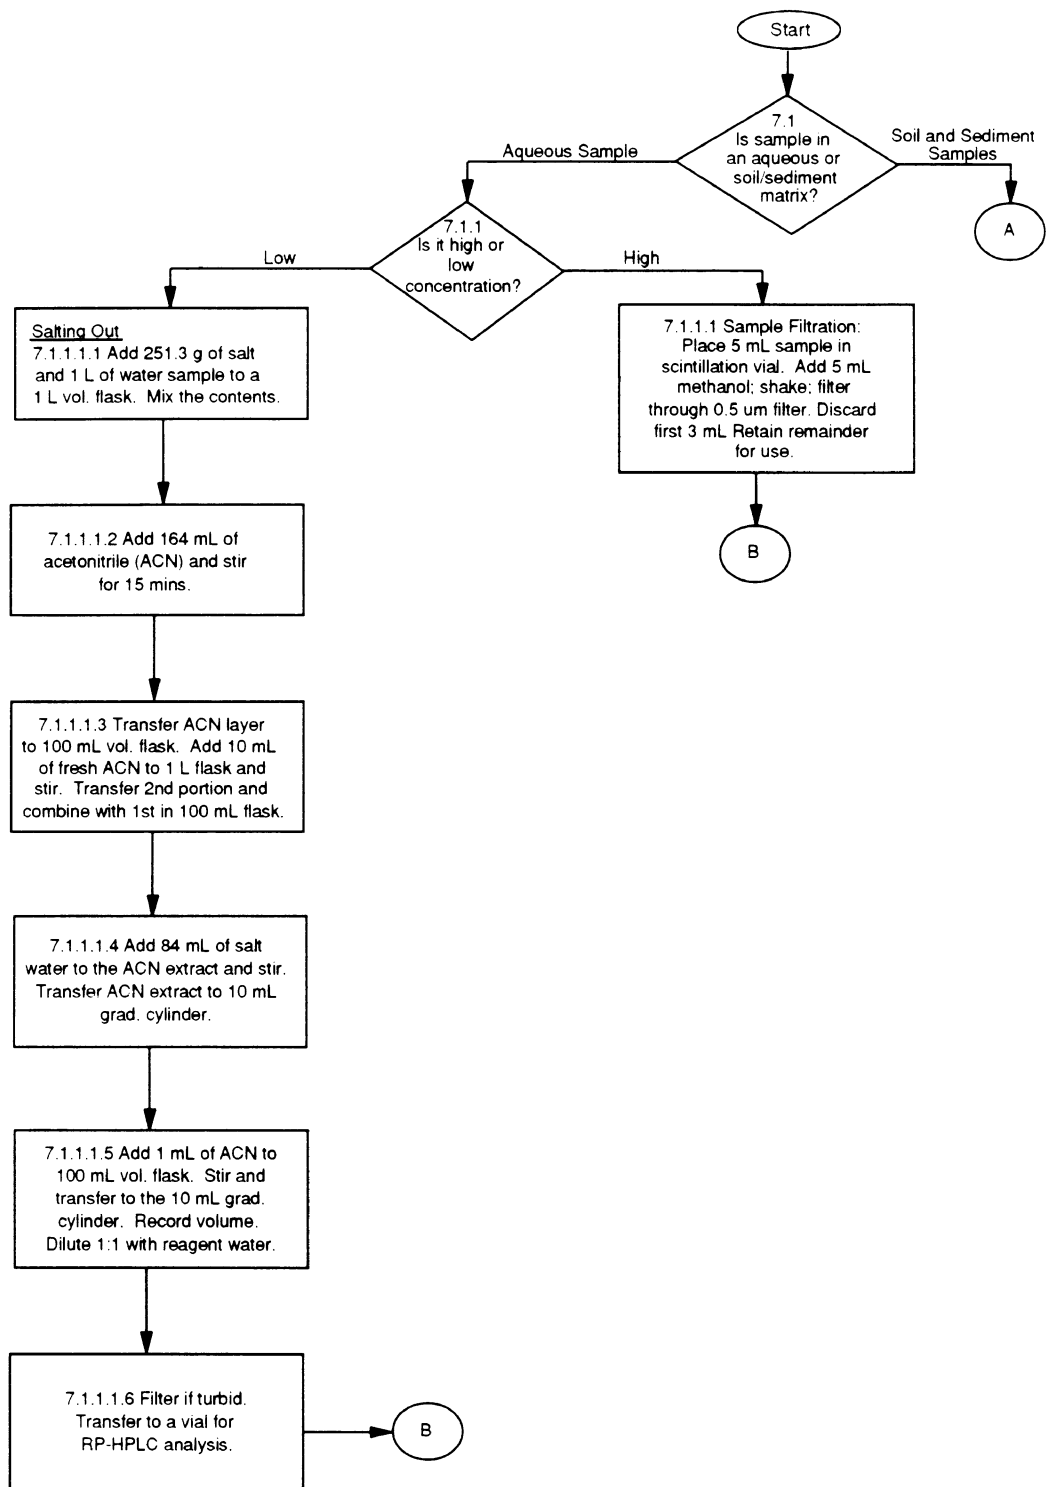 Start
7.1
Is sample in
an aqueous or
soil/sediment
matrix?
Aqueous Sample
Soil and Sediment
Samples
A
7.1.1
Is it high or
low
concentration?
Low
High
Salting Out
7.1.1.1.1 Add 251.3 g of salt
and 1 L of water sample to a
1 L vol. flask. Mix the contents.
7.1.1.1 Sample Filtration:
Place 5 mL sample in
scintillation vial. Add 5 mL
methanol; shake; filter
through 0.5 um filter. Discard
first 3 mL Retain remainder
for use.
B
7.1.1.1.2 Add 164 mL of
acetonitrile (ACN) and stir
for 15 mins.
7.1.1.1.3 Transfer ACN layer
to 100 mL vol. flask. Add 10 mL
of fresh ACN to 1 L flask and
stir. Transfer 2nd portion and
combine with 1st in 100 mL flask.
7.1.1.1.4 Add 84 mL of salt
water to the ACN extract and stir.
Transfer ACN extract to 10 mL
grad. cylinder.
7.1.1.1.5 Add 1 mL of ACN to
100 mL vol. flask. Stir and
transfer to the 10 mL grad.
cylinder. Record volume.
Dilute 1:1 with reagent water.
7.1.1.1.6 Filter if turbid.
Transfer to a vial for
RP-HPLC analysis.
B